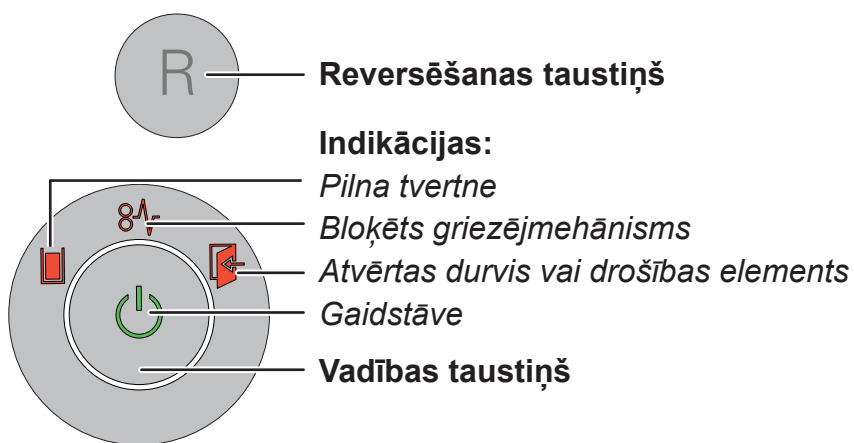 R
Reversēšanas taustiņš
Indikācijas:
Pilna tvertne
Bloķēts griezējmehānisms
Atvērtas durvis vai drošības elements
Gaidstāve
Vadības taustiņš